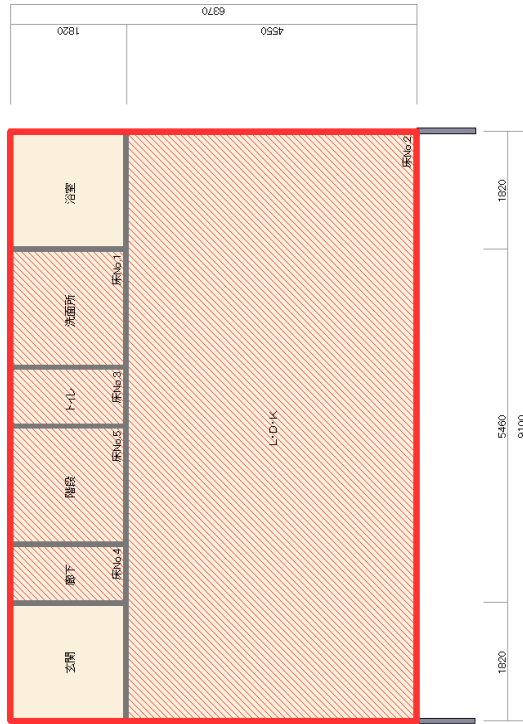 6370
1820
4550
浴室
床No.2
1820
床No.1
洗面所
床No.3
トイレ
L・D・K
5460
9100
床No.5
階段
床No.4
廊下
玄関
1820